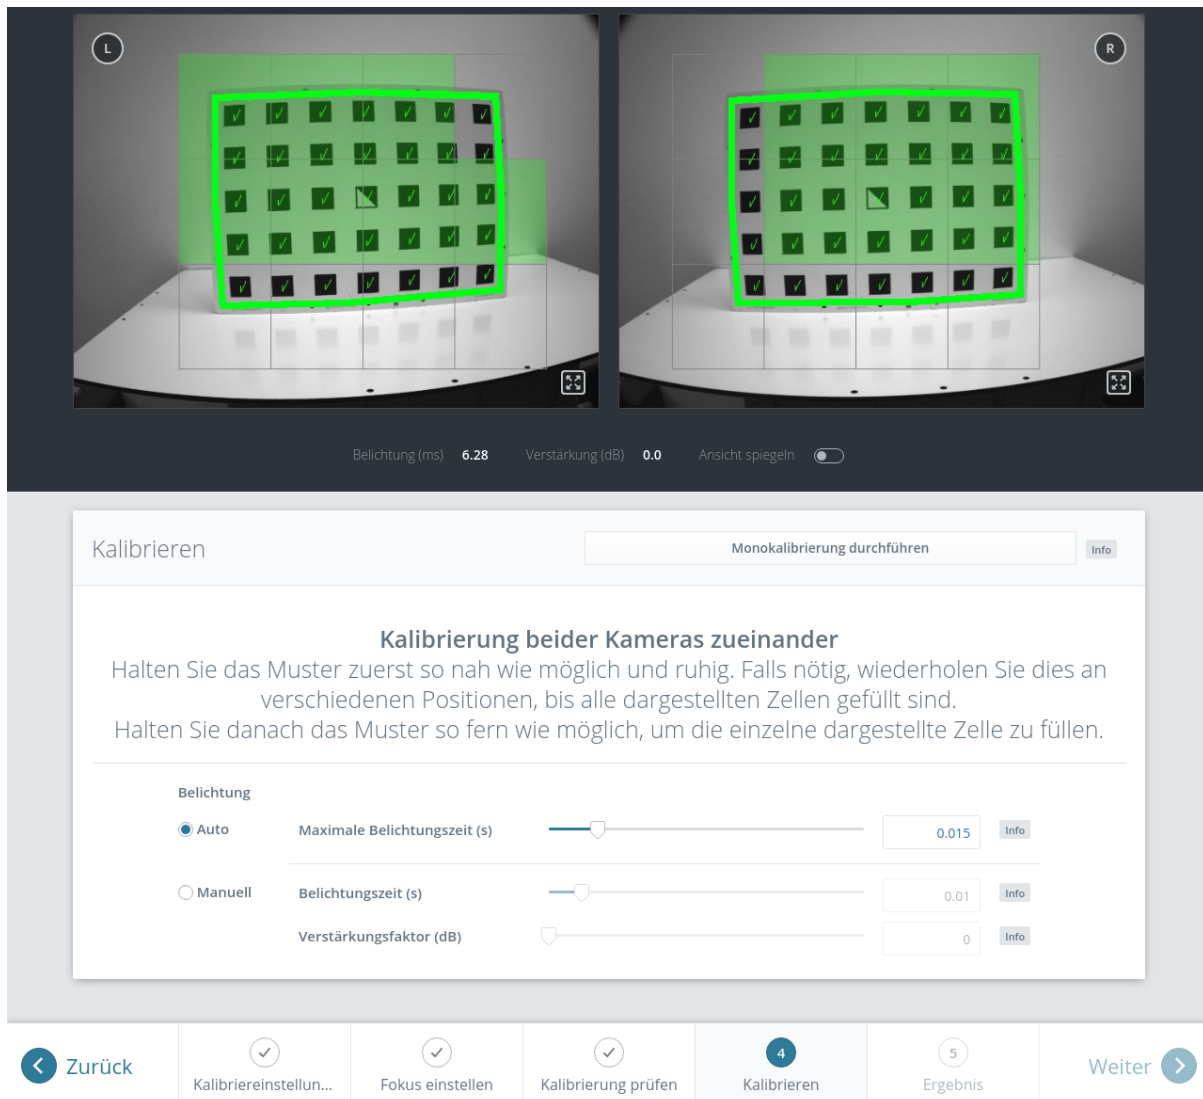 L
R
Belichtung (ms) 6.28 Verstärkung (dB) 0.0 Ansicht spiegeln
Kalibrieren
Monokalibrierung durchführen
Info
Kalibrierung beider Kameras zueinander
Halten Sie das Muster zuerst so nah wie möglich und ruhig. Falls nötig, wiederholen Sie dies an
verschiedenen Positionen, bis alle dargestellten Zellen gefüllt sind.
Halten Sie danach das Muster so fern wie möglich, um die einzelne dargestellte Zelle zu füllen.
Belichtung
Auto Maximale Belichtungszeit (s) 0.015 Info
Manuell Belichtungszeit (s) 0.01 Info
Verstärkungsfaktor (dB) 0 Info
Zurück
Kalibriereinstellun...
Fokus einstellen
Kalibrierung prüfen
4
Kalibrieren
5
Ergebnis
Weiter